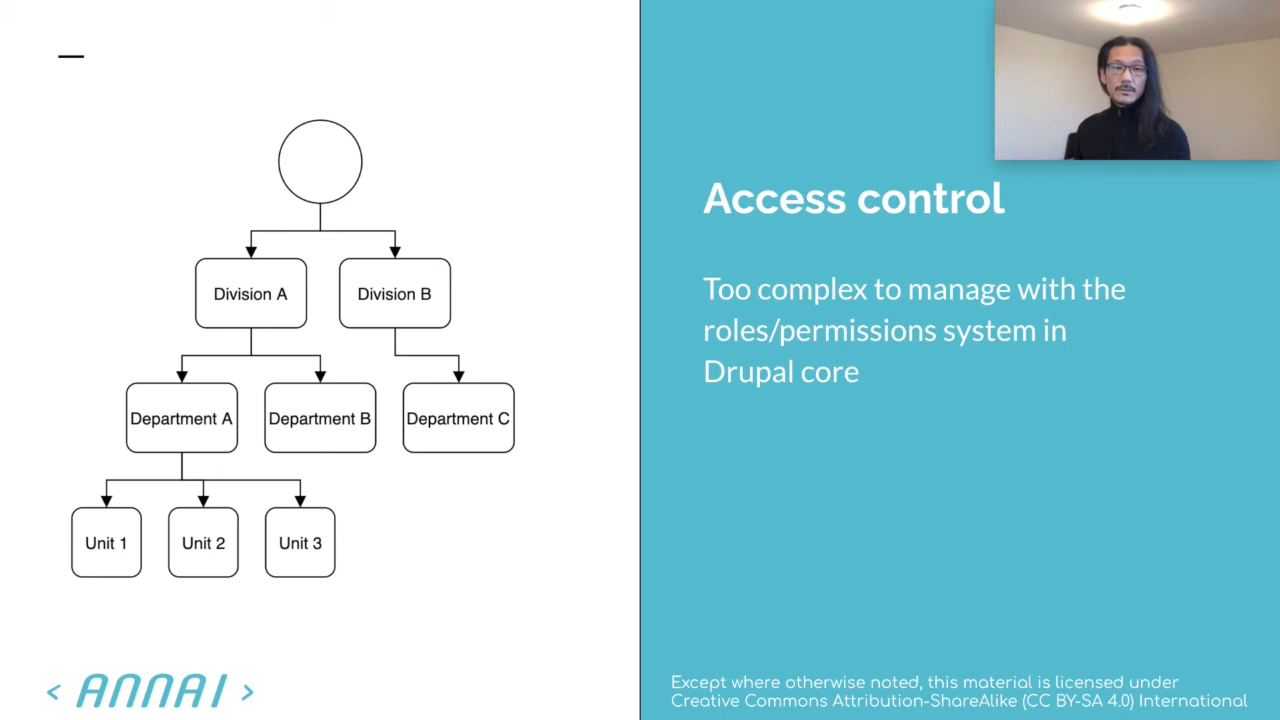 Division A
Division B
Department A
Department B
Department C
Unit 1
Unit 2
Unit 3
< ANNAI >
Access control
Too complex to manage with the
roles/permissions system in
Drupal core
Except where otherwise noted, this material is licensed under
Creative Commons Attribution-ShareAlike (CC BY-SA 4.0) International